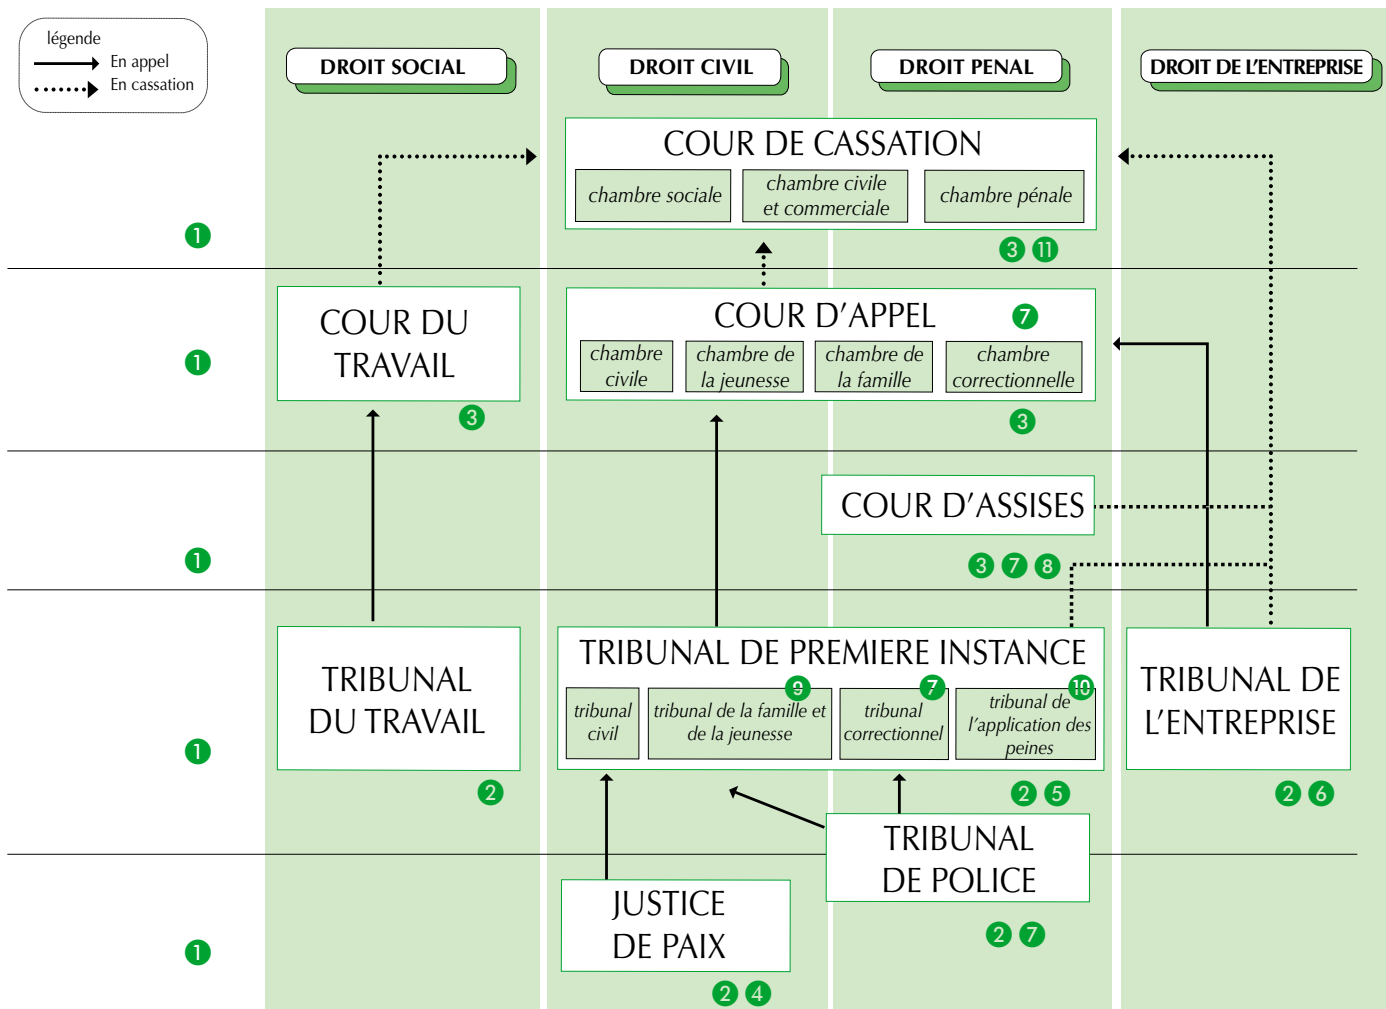 légende
En appel
En cassation
DROIT SOCIAL
DROIT CIVIL
DROIT PENAL
DROIT DE L'ENTREPRISE
COUR DE CASSATION
chambre sociale
chambre civile
et commerciale
chambre pénale
1
3 11
COUR DU
TRAVAIL
3
COUR D'APPEL
7
chambre
civile
chambre de
la jeunesse
chambre de
la famille
chambre
correctionnelle
1
3
COUR D'ASSISES
1
3 7 8
TRIBUNAL
DU TRAVAIL
2
TRIBUNAL DE PREMIERE INSTANCE
9
7
10
tribunal
civil
tribunal de la famille et
de la jeunesse
tribunal
correctionnel
tribunal de
l'application des
peines
TRIBUNAL DE
L'ENTREPRISE
1
2 5
2 6
TRIBUNAL
DE POLICE
2 7
JUSTICE
DE PAIX
1
2 4